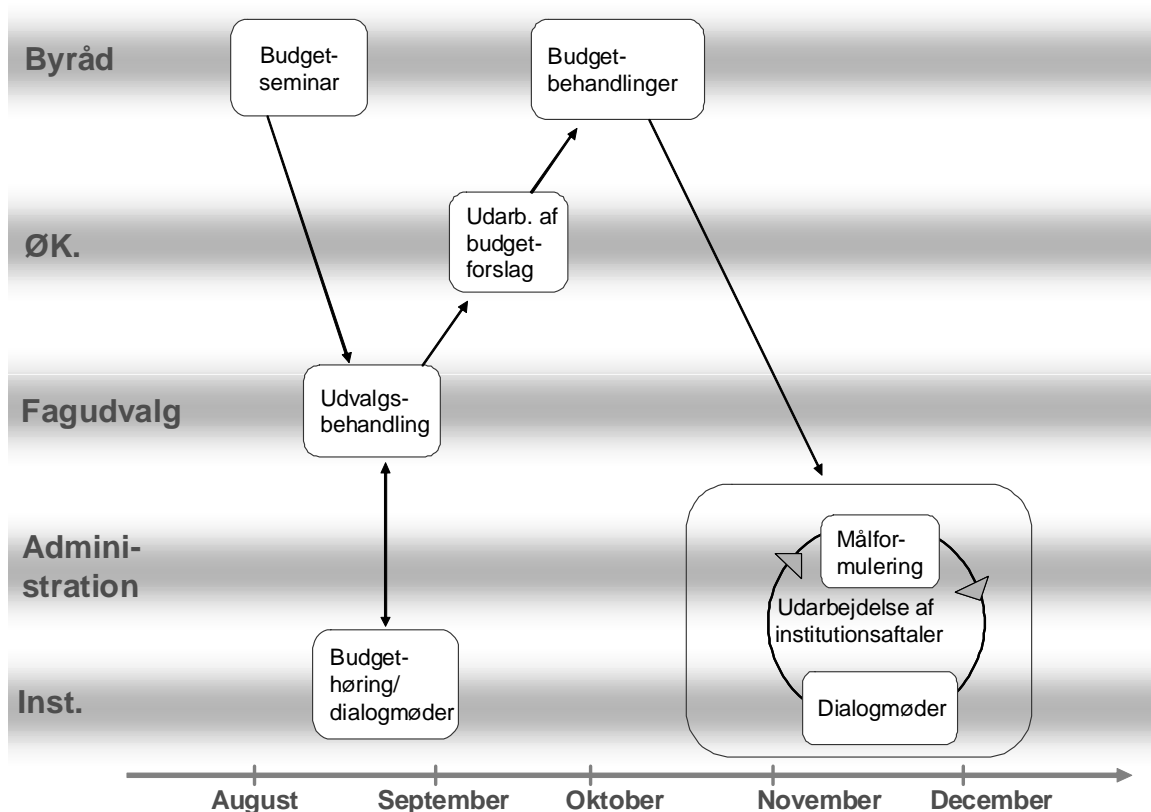 Byråd
Budget-
seminar
Budget-
behandlinger
ØK.
Udarb. af
budget-
forslag
Fagudvalg
Udvalgs-
behandling
Admini-
stration
Målfor-
mulering
Udarbejdelse af
institutionsaftaler
Inst.
Budget-
høring/
dialogmøder
Dialogmøder
August
September
Oktober
November
December